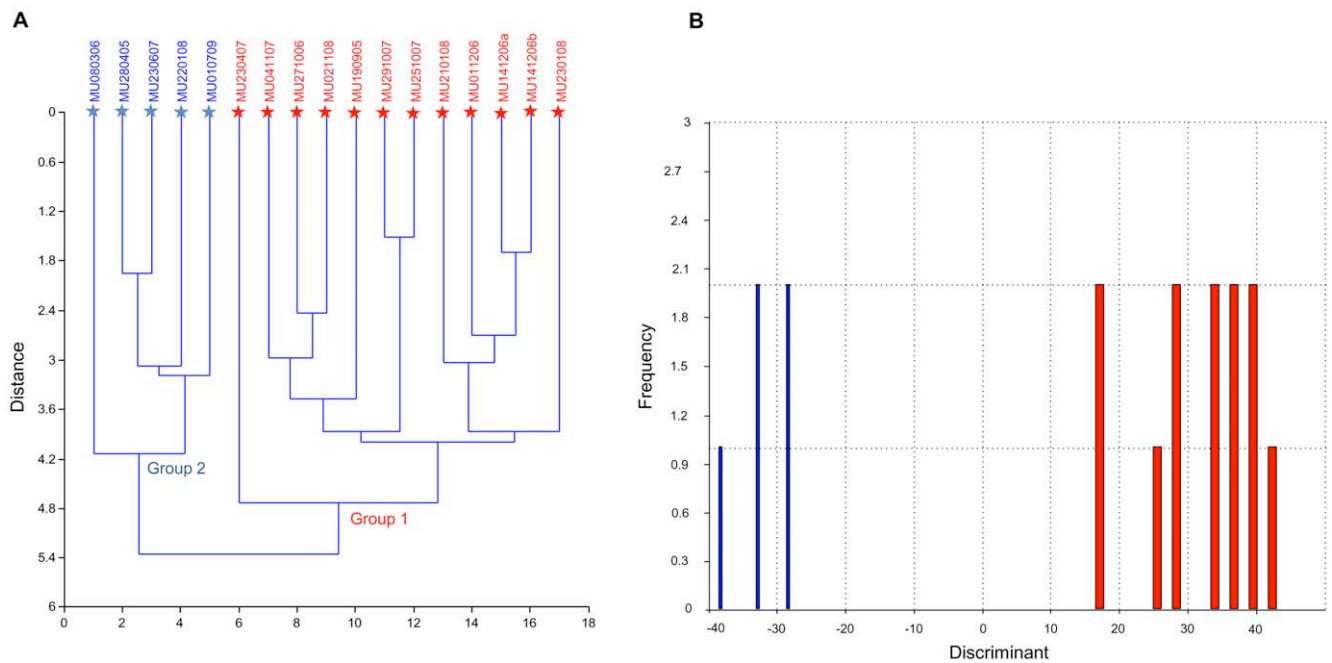 A
MU080306
MU280405
MU230607
MU220108
MU010709
MU230407
MU041107
MU271006
MU021108
MU190905
MU291007
MU251007
MU210108
MU011206
MU141206a
MU141206b
MU230108
Distance
0
0.6
1.2
1.8
2.4
3
3.6
4.2
4.8
5.4
6
Group 2
Group 1
0
2
4
6
8
10
12
14
16
18
B
Frequency
3
2.7
2.4
2.1
1.8
1.5
1.2
0.9
0.6
0.3
0
-40
-30
-20
-10
0
10
20
30
40
Discriminant